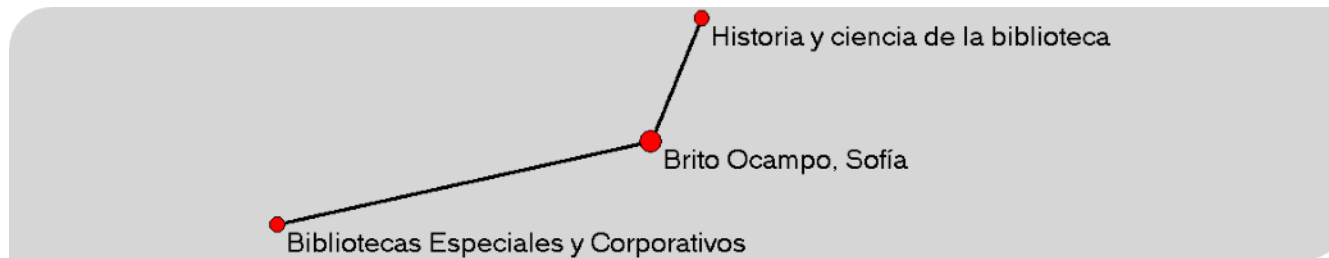 Historia y ciencia de la biblioteca
Brito Ocampo, Sofía
Bibliotecas Especiales y Corporativos